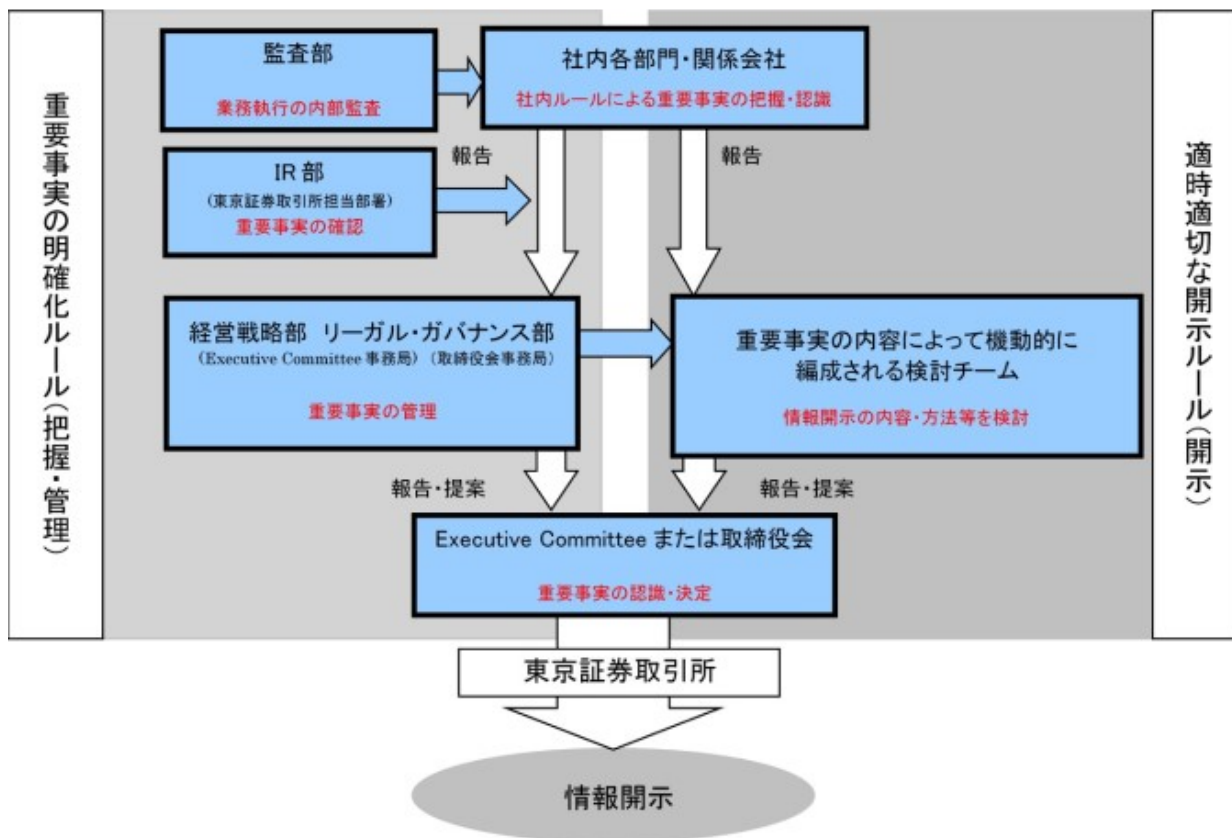 重要事実の明確化ルール(把握・管理)
監査部
業務執行の内部監査
社内各部門・関係会社
社内ルールによる重要事実の把握・認識
IR 部
(東京証券取引所担当部署)
重要事実の確認
報告
報告
経営戦略部 リーガル・ガバナンス部
(Executive Committee 事務局) (取締役会事務局)
重要事実の管理
重要事実の内容によって機動的に
編成される検討チーム
情報開示の内容・方法等を検討
報告・提案
報告・提案
Executive Committee または取締役会
重要事実の認識・決定
東京証券取引所
情報開示
適時適切な開示ルール(開示)